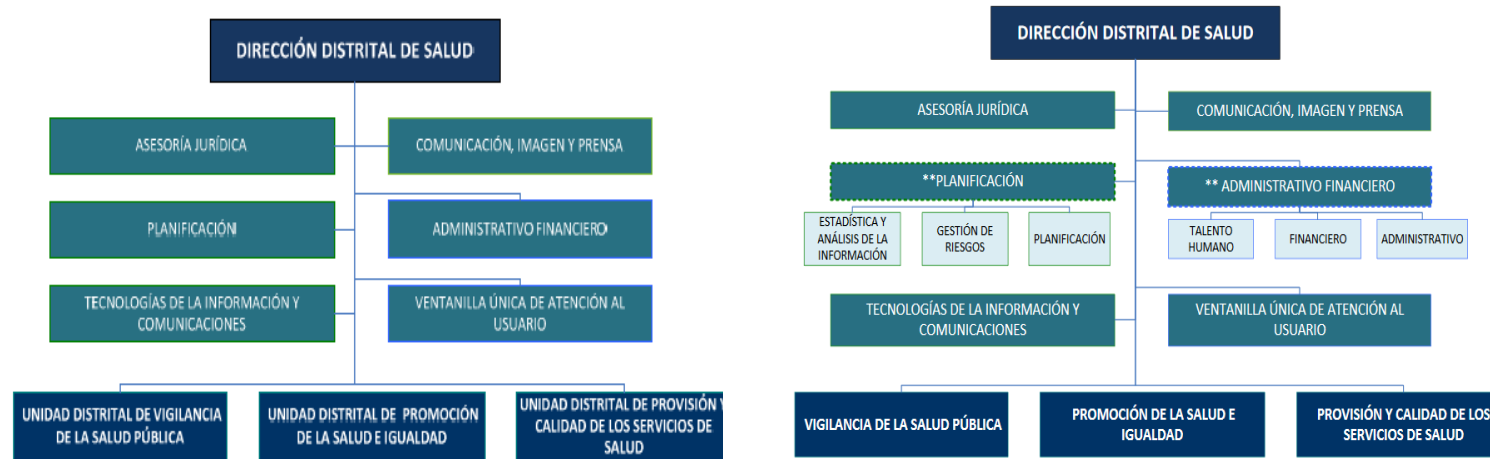 DIRECCIÓN DISTRITAL DE SALUD
ASESORÍA JURÍDICA
COMUNICACIÓN, IMAGEN Y PRENSA
PLANIFICACIÓN
ADMINISTRATIVO FINANCIERO
TECNOLOGÍAS DE LA INFORMACIÓN Y
COMUNICACIONES
VENTANILLA ÚNICA DE ATENCIÓN AL
USUARIO
UNIDAD DISTRITAL DE VIGILANCIA
DE LA SALUD PÚBLICA
UNIDAD DISTRITAL DE PROMOCIÓN
DE LA SALUD E IGUALDAD
UNIDAD DISTRITAL DE PROVISIÓN Y
CALIDAD DE LOS SERVICIOS DE
SALUD
DIRECCIÓN DISTRITAL DE SALUD
ASESORÍA JURÍDICA
COMUNICACIÓN, IMAGEN Y PRENSA
**PLANIFICACIÓN
** ADMINISTRATIVO FINANCIERO
ESTADÍSTICA Y
ANÁLISIS DE LA
INFORMACIÓN
GESTIÓN DE
RIESGOS
PLANIFICACIÓN
TALENTO
HUMANO
FINANCIERO
ADMINISTRATIVO
TECNOLOGÍAS DE LA INFORMACIÓN Y
COMUNICACIONES
VENTANILLA ÚNICA DE ATENCIÓN AL
USUARIO
VIGILANCIA DE LA SALUD PÚBLICA
PROMOCIÓN DE LA SALUD E
IGUALDAD
PROVISIÓN Y CALIDAD DE LOS
SERVICIOS DE SALUD